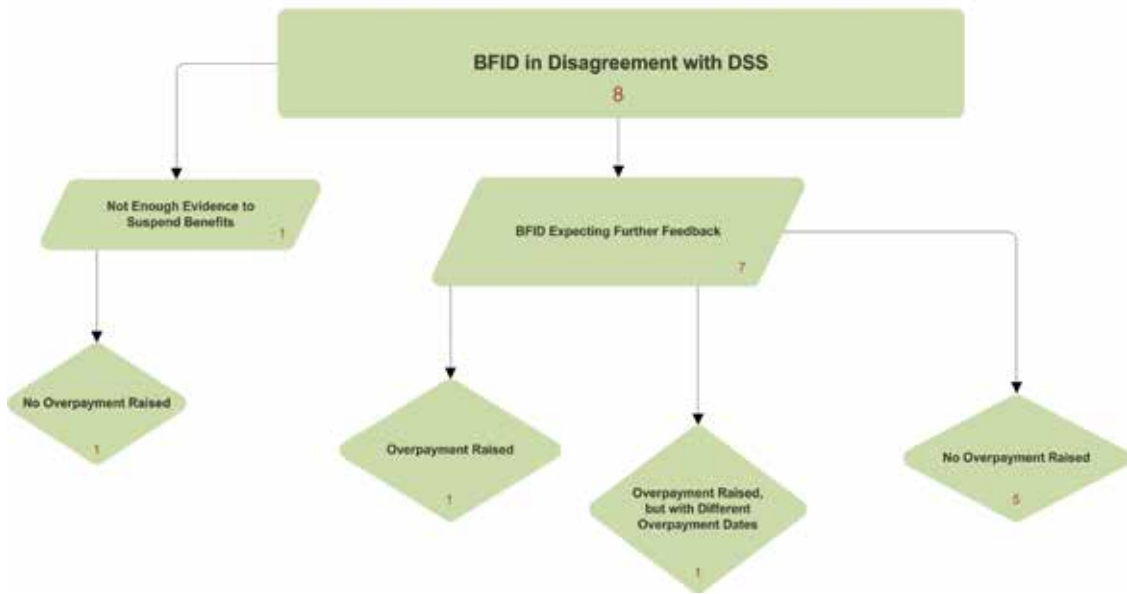 BFID in Disagreement with DSS
8
Not Enough Evidence to
Suspend Benefits
1
BFID Expecting Further Feedback
7
No Overpayment Raised
1
Overpayment Raised
1
Overpayment Raised,
but with Different
Overpayment Dates
1
No Overpayment Raised
5